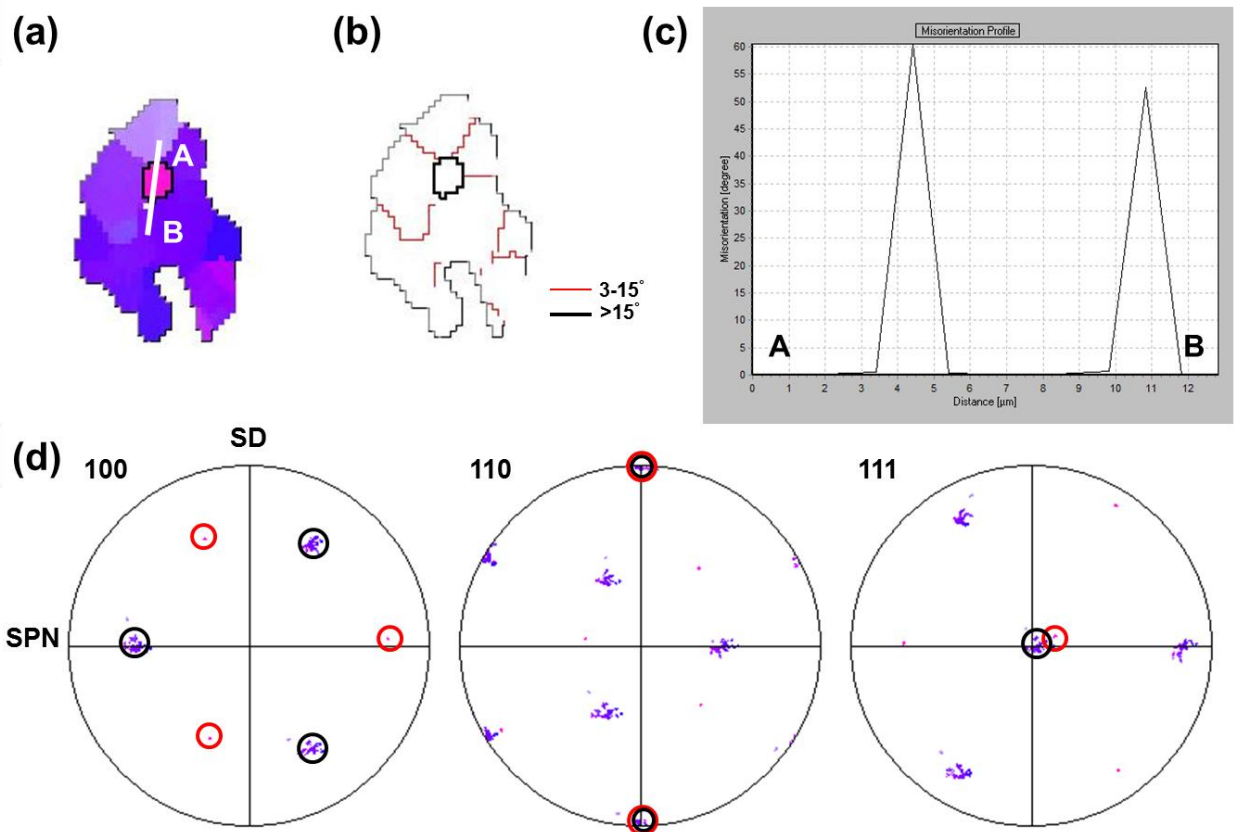 (a)
(b)
(c)
A
B
3-15°
>15°
Misorientation Profile
Misorientation [degree]
60
55
50
45
40
35
30
25
20
15
10
5
0
A
B
0 1 2 3 4 5 6 7 8 9 10 11 12
Distance [µm]
(d)
100
SD
SPN
110
111